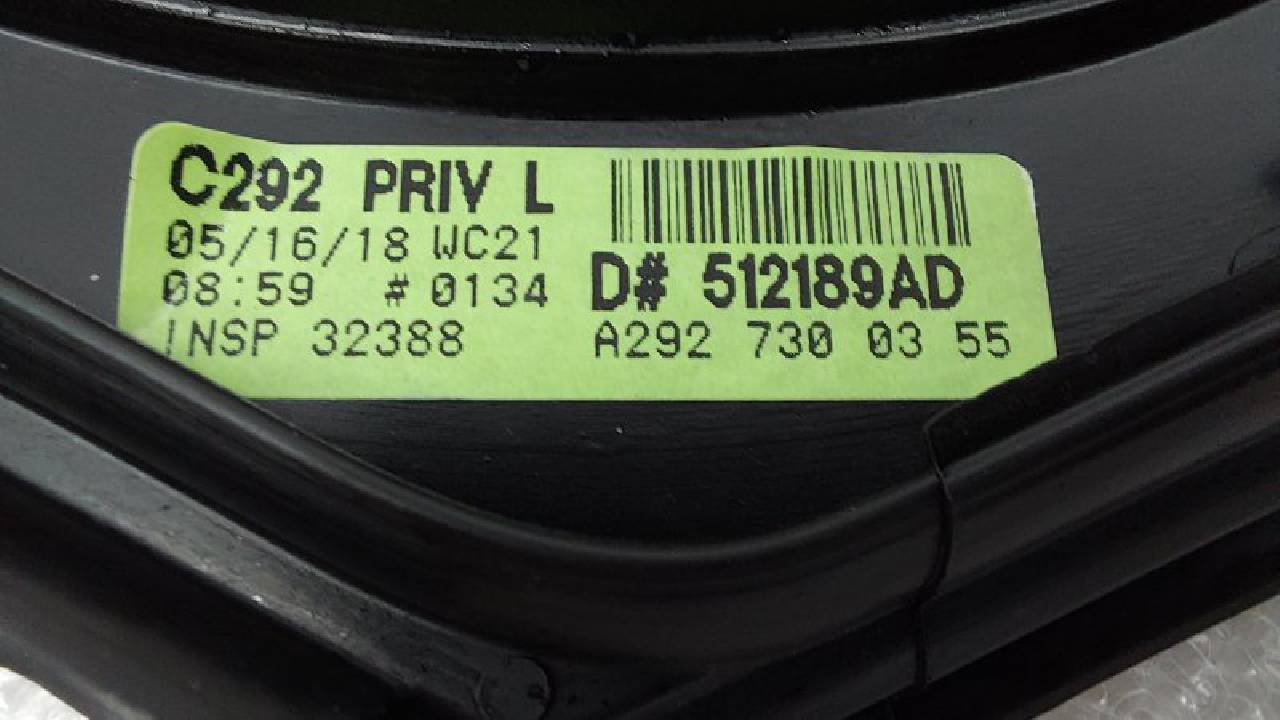 C292 PRIV L
05/16/18 WC21
08:59 #0134
INSP 32388
D# 512189AD
A292 730 03 55